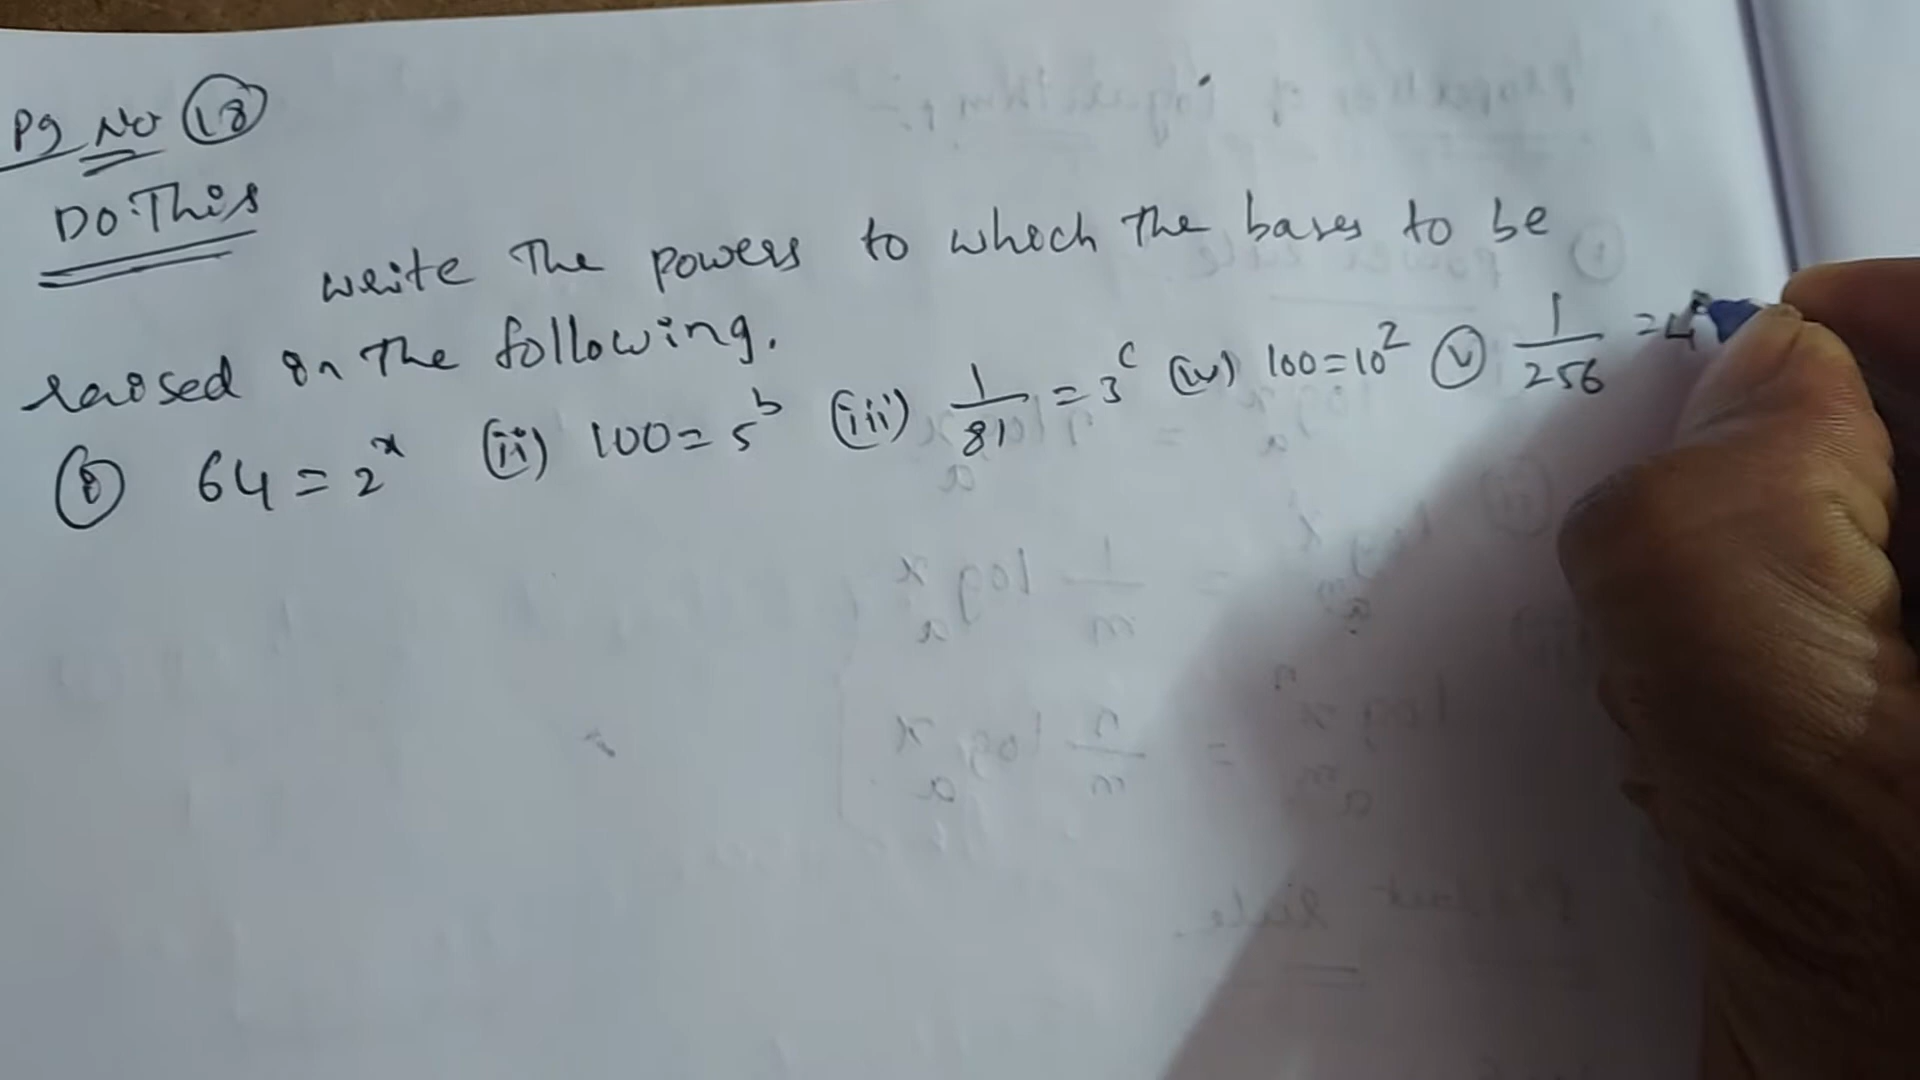 Pg No 18
Do This
write The powers to which The bases to be
raised in The following.
(i) 64 = 2^x (ii) 100 = 5^b (iii) 1/81 = 3^c (iv) 100 = 10^2 (v) 1/256 = 4